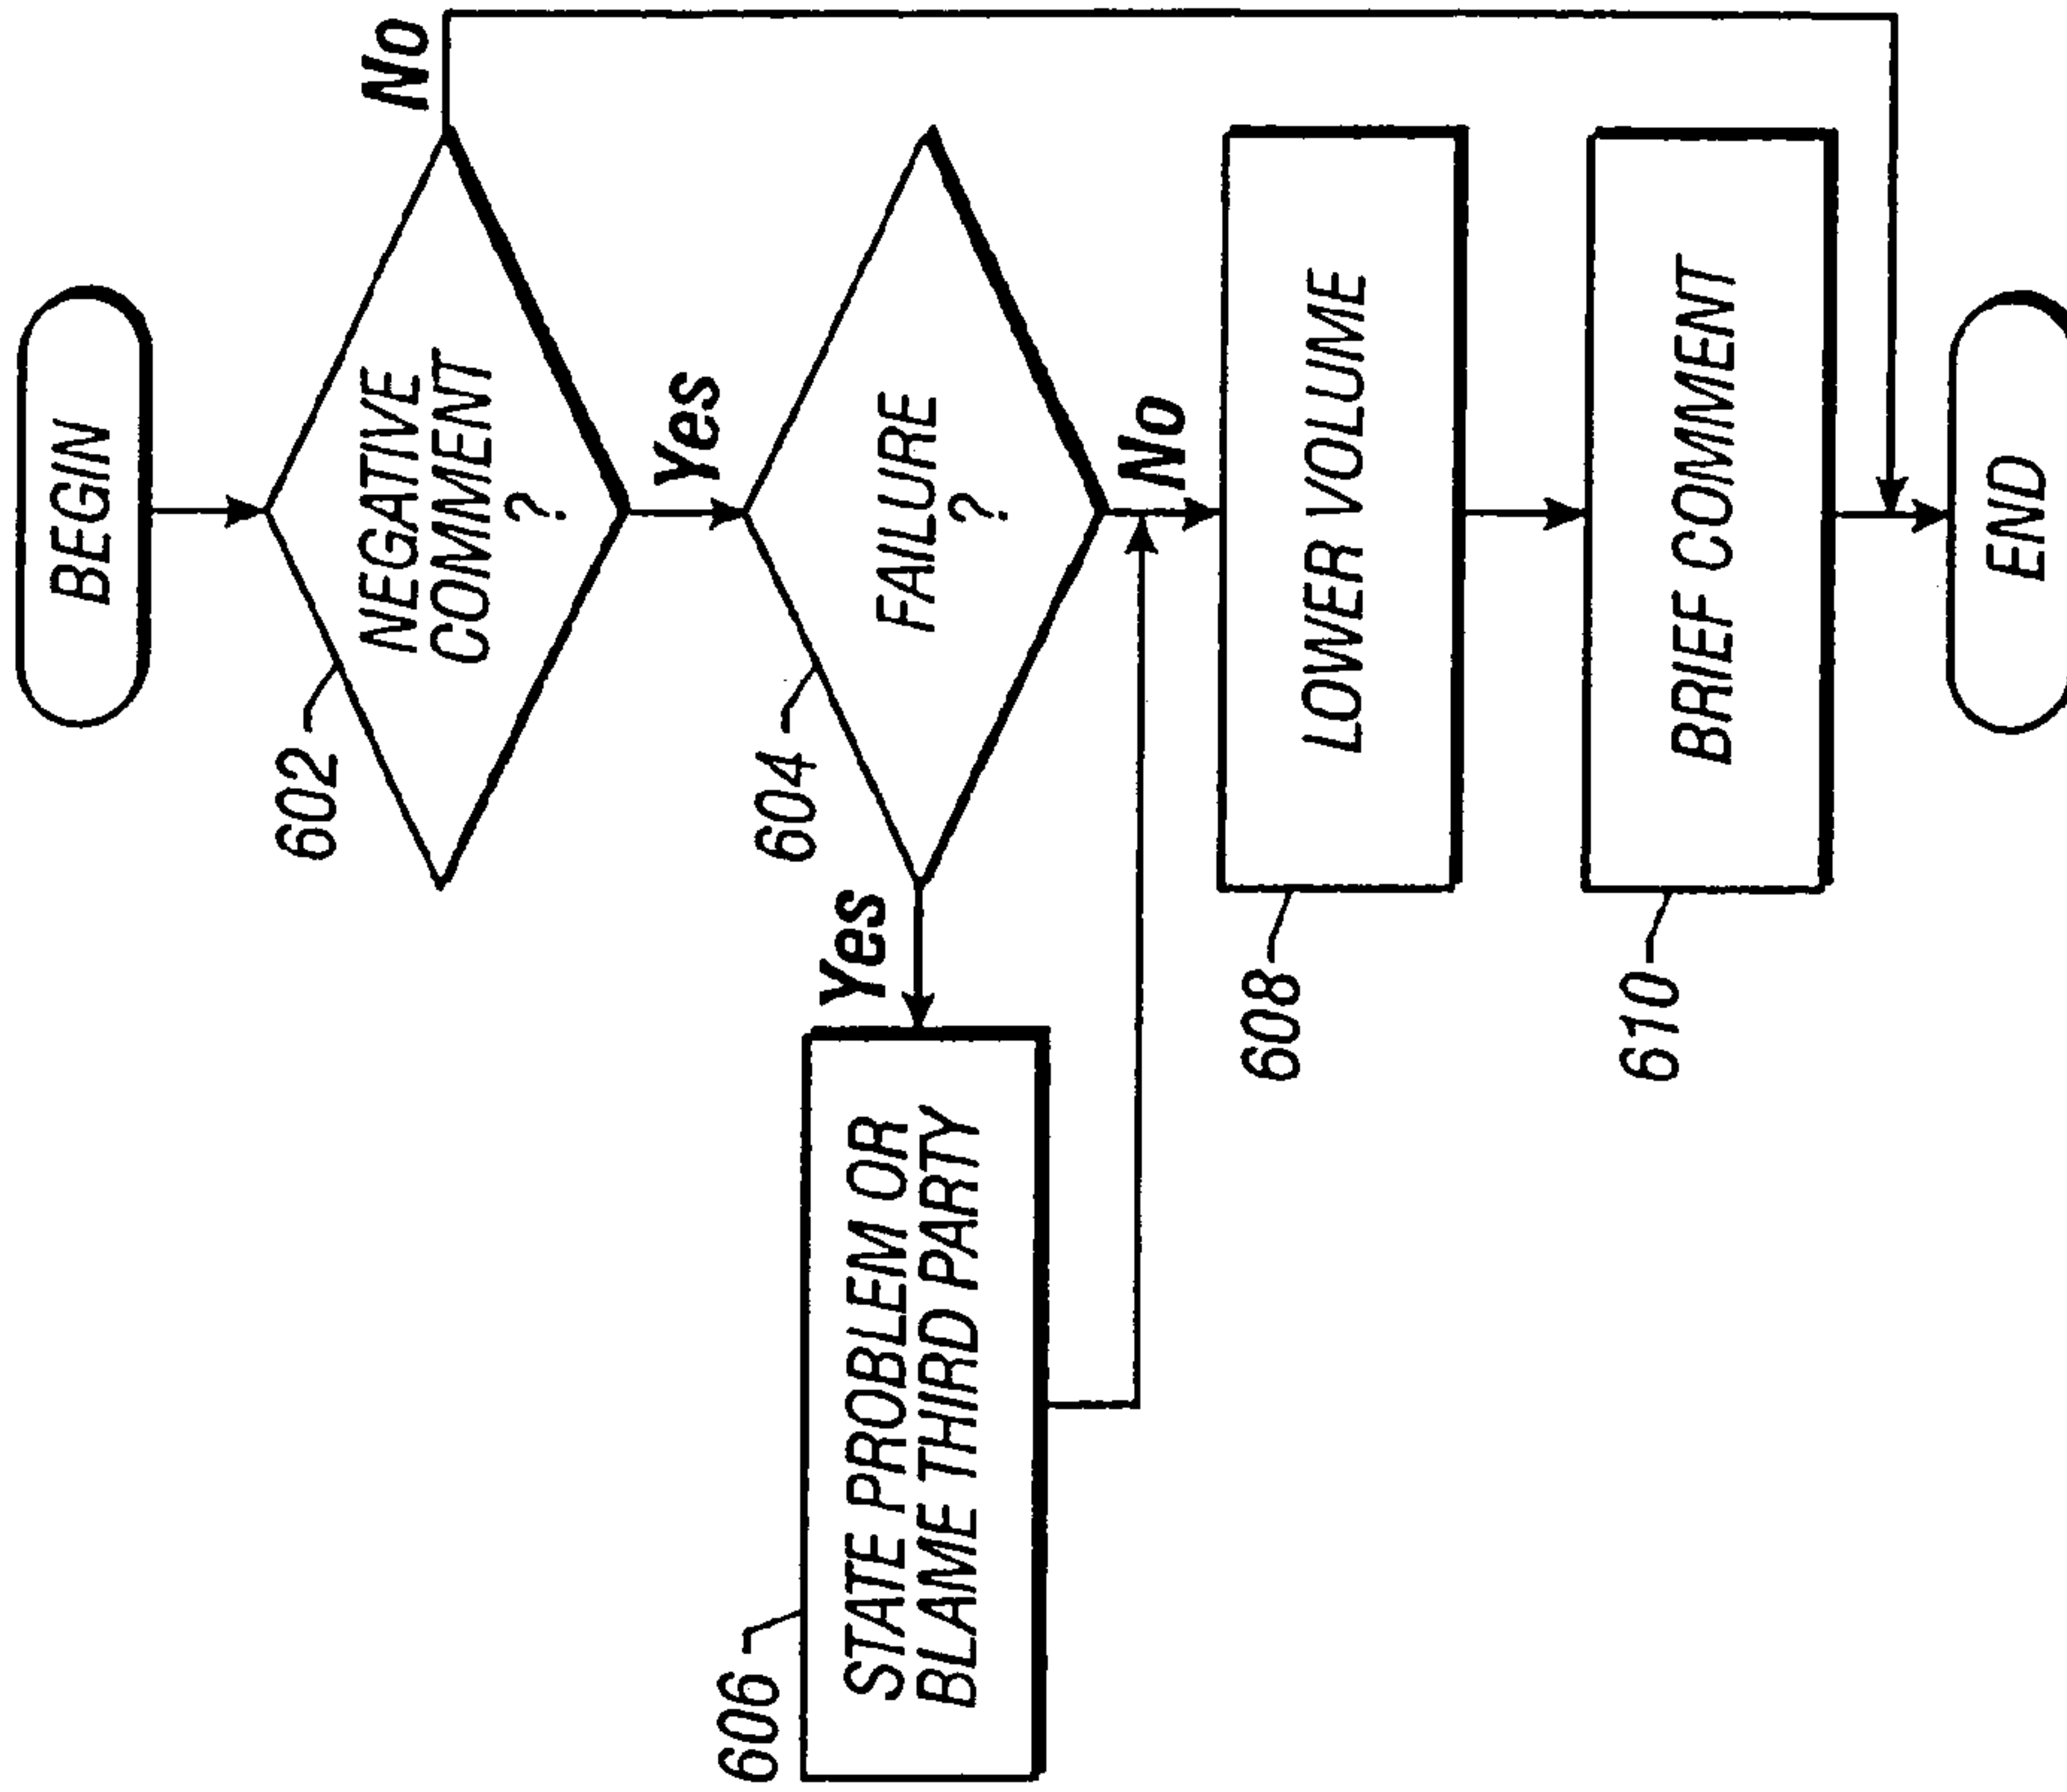 BEGIN
602
NEGATIVE
COMMENT
?
No
Yes
604
FAILURE
?
Yes
No
606
STATE PROBLEM OR
BLAME THIRD PARTY
608
LOWER VOLUME
610
BRIEF COMMENT
END